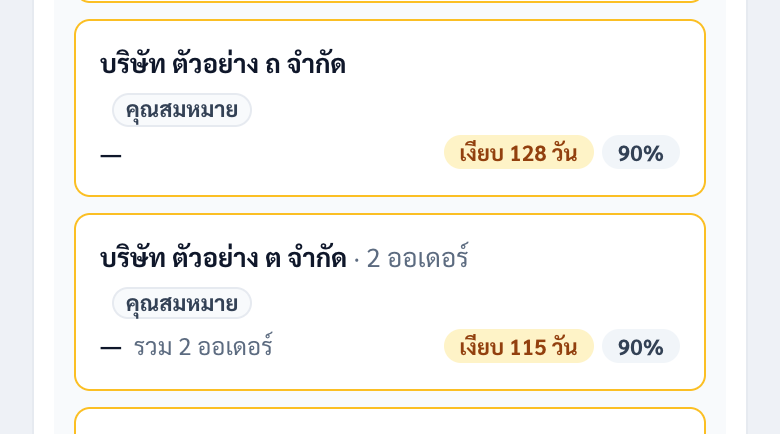 บริษัท ตัวอย่าง ถ จำกัด
คุณสมหมาย
— เงียบ 128 วัน 90%
บริษัท ตัวอย่าง ต จำกัด · 2 ออเดอร์
คุณสมหมาย
— รวม 2 ออเดอร์ เงียบ 115 วัน 90%